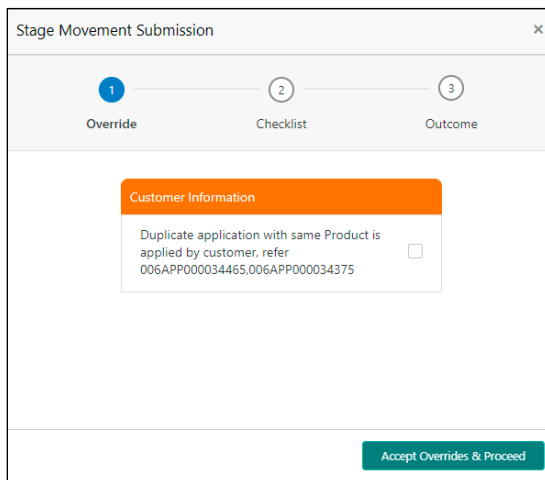 Stage Movement Submission ×
1 2 3
Override Checklist Outcome
Customer Information
Duplicate application with same Product is
applied by customer, refer
006APP000034465,006APP000034375
Accept Overrides & Proceed